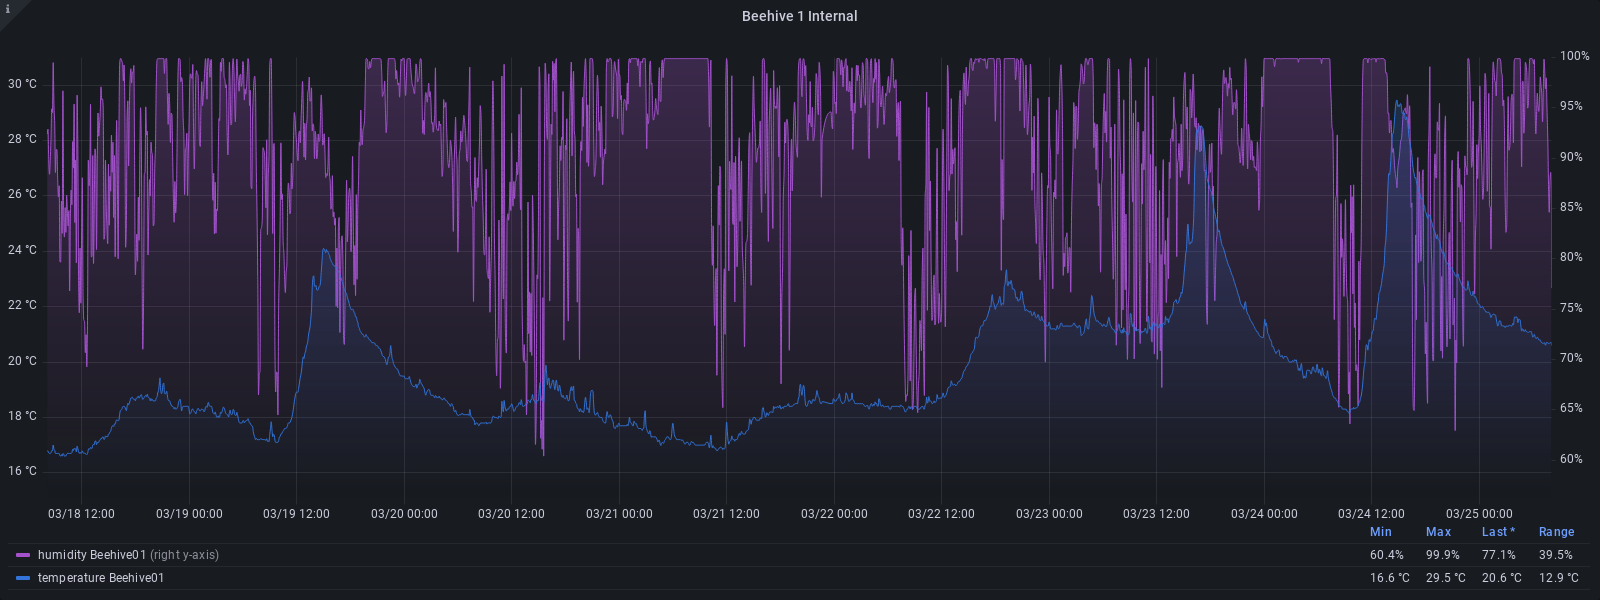 i
Beehive 1 Internal
30 °C
28 °C
26 °C
24 °C
22 °C
20 °C
18 °C
16 °C
100%
95%
90%
85%
80%
75%
70%
65%
60%
03/18 12:00 03/19 00:00 03/19 12:00 03/20 00:00 03/20 12:00 03/21 00:00 03/21 12:00 03/22 00:00 03/22 12:00 03/23 00:00 03/23 12:00 03/24 00:00 03/24 12:00 03/25 00:00
Min Max Last * Range
humidity Beehive01 (right y-axis) 60.4% 99.9% 77.1% 39.5%
temperature Beehive01 16.6 °C 29.5 °C 20.6 °C 12.9 °C